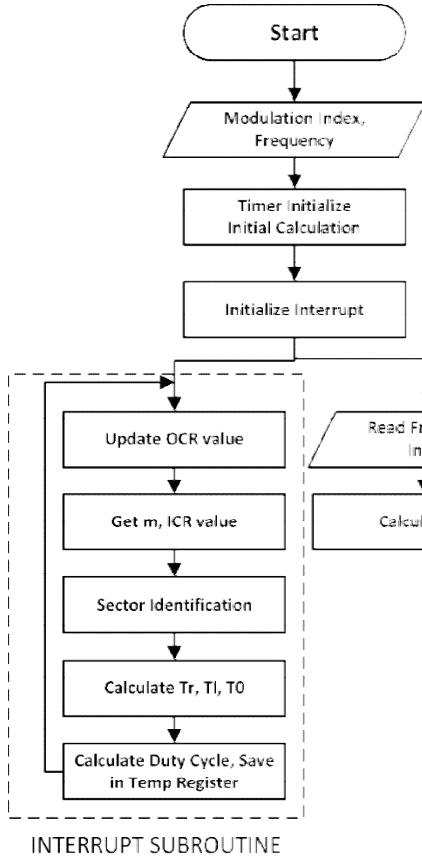 Start
Modulation Index,
Frequency
Timer Initialize
Initial Calculation
Initialize Interrupt
Update OCR value
Read
Get m, ICR value
Sector Identification
Calculate Tr, Tl, T0
Calculate Duty Cycle, Save
in Temp Register
INTERRUPT SUBROUTINE